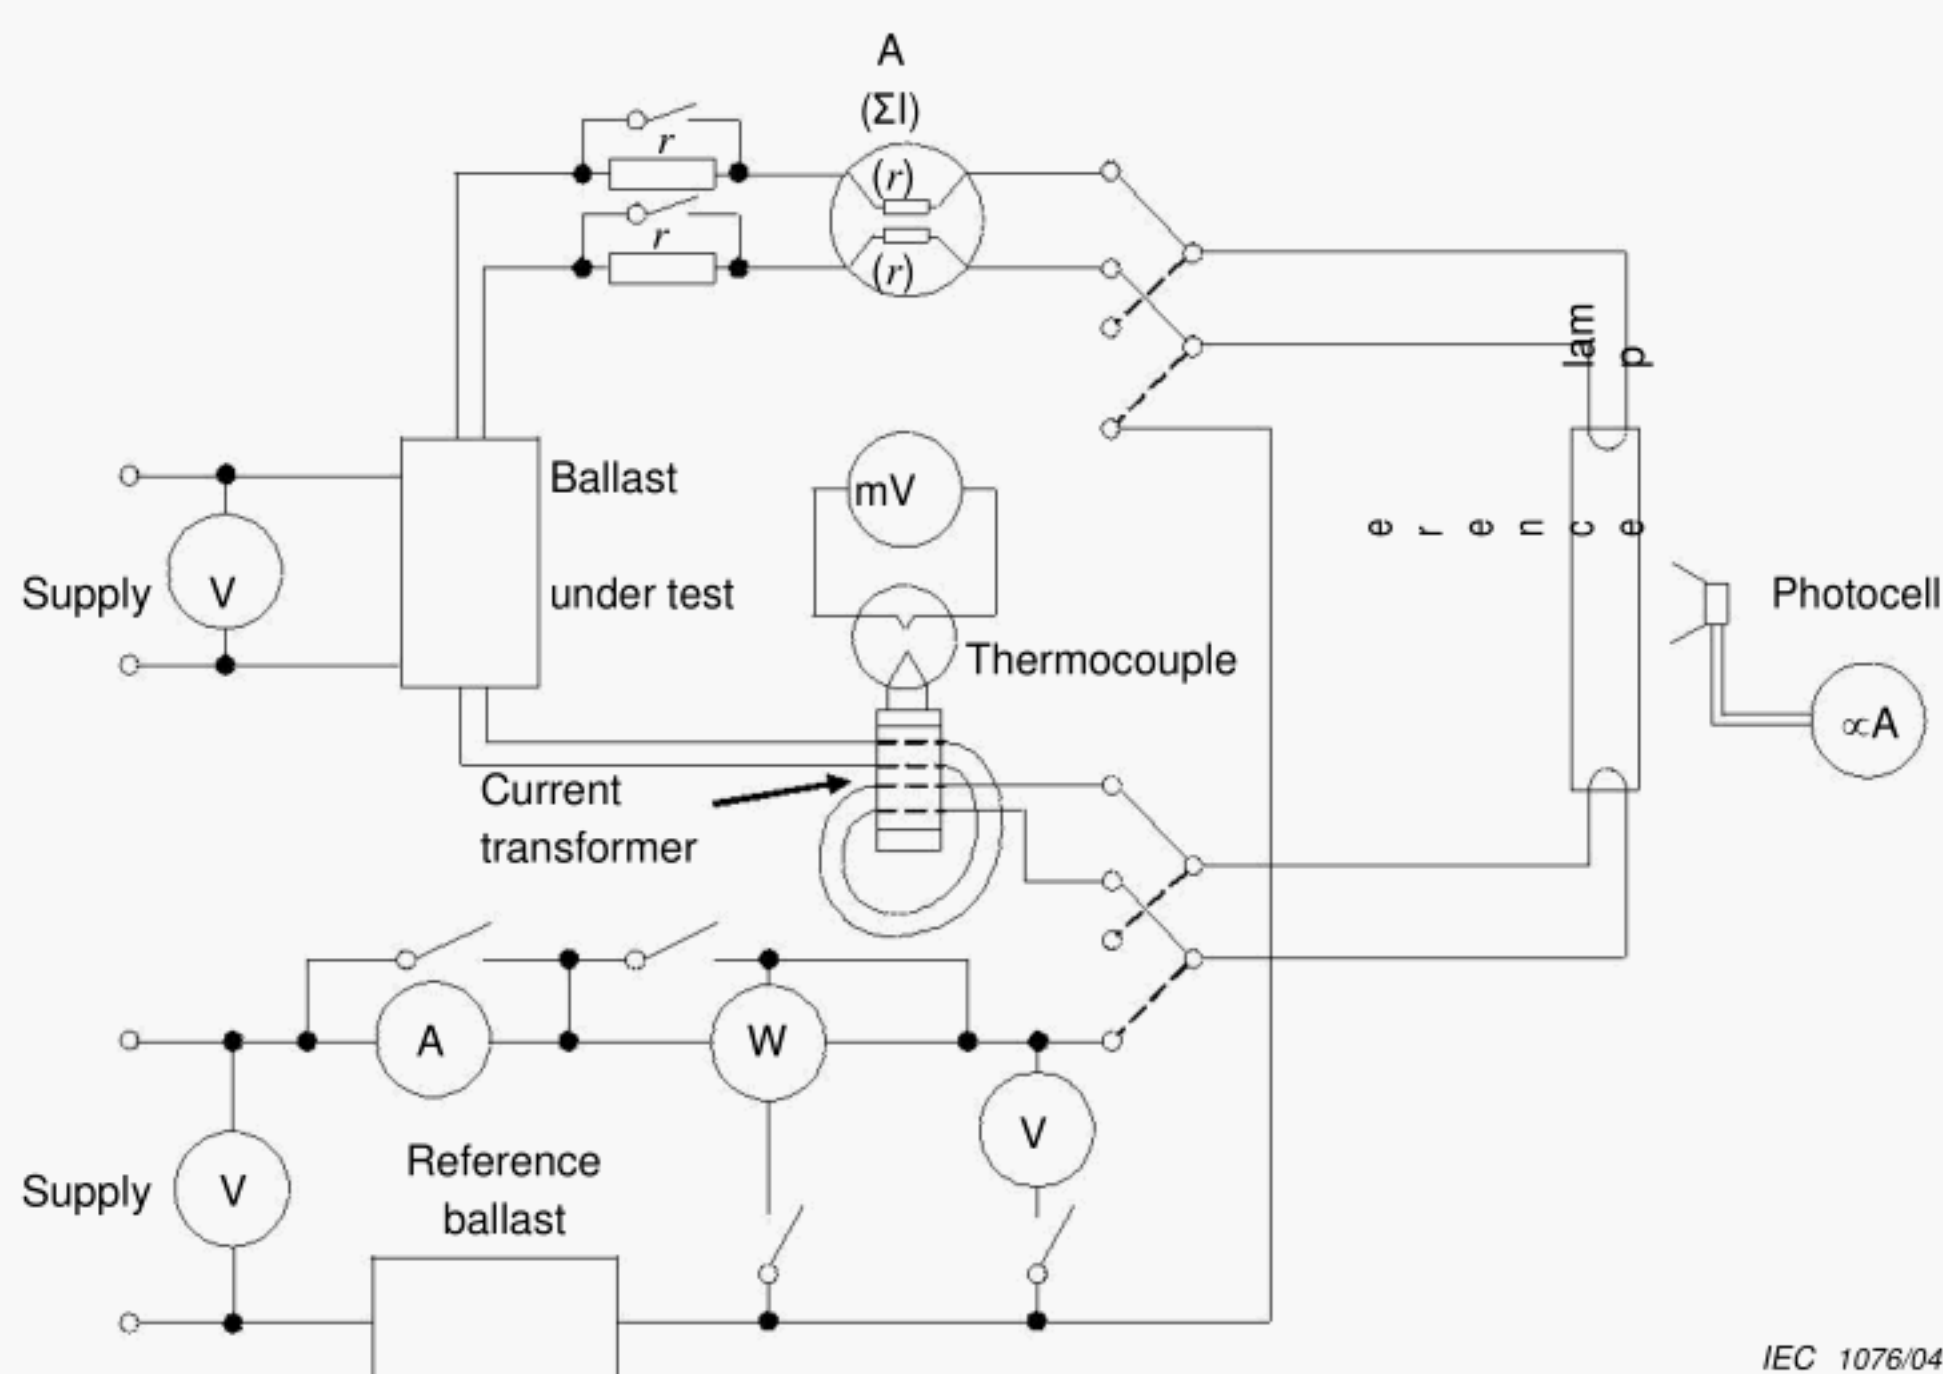 A
(ΣI)
r
(r)
r
(r)
lam
p
mV
Ballast
e r e n c e
Supply
V
under test
Photocell
Thermocouple
∝A
Current
transformer
A
W
V
Reference
ballast
Supply
V
IEC 1076/04